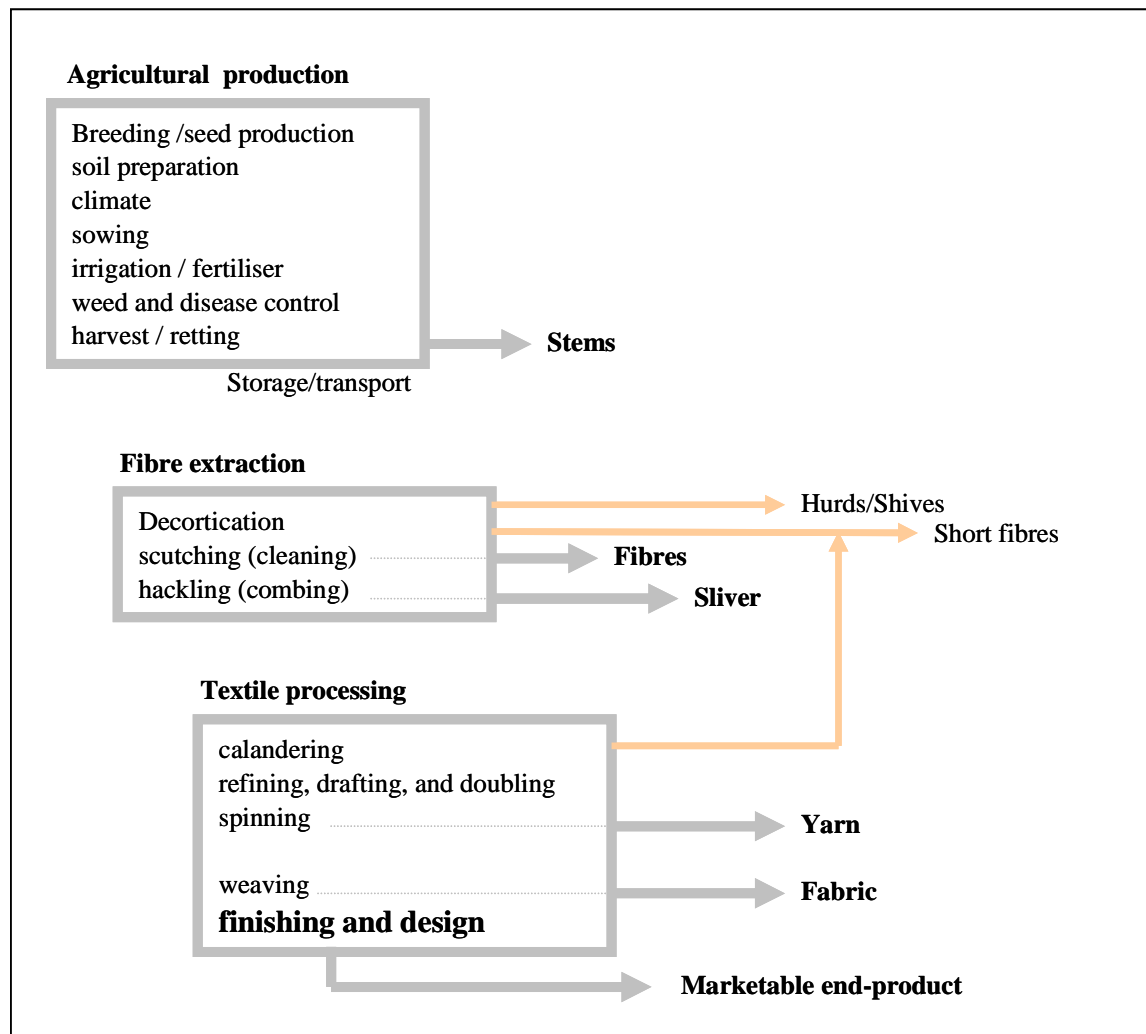 Agricultural production
Breeding /seed production
soil preparation
climate
sowing
irrigation / fertiliser
weed and disease control
harvest / retting
Stems
Storage/transport
Fibre extraction
Hurds/Shives
Decortication
Short fibres
scutching (cleaning)
Fibres
hackling (combing)
Sliver
Textile processing
calandering
refining, drafting, and doubling
spinning
Yarn
weaving
Fabric
finishing and design
Marketable end-product